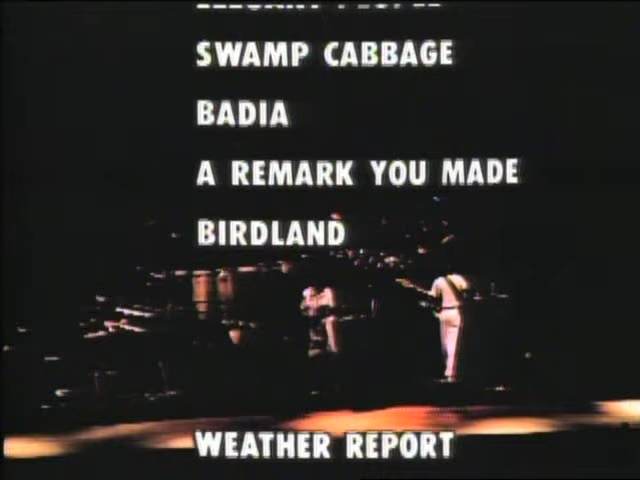 SWAMP CABBAGE
BADIA
A REMARK YOU MADE
BIRDLAND
WEATHER REPORT